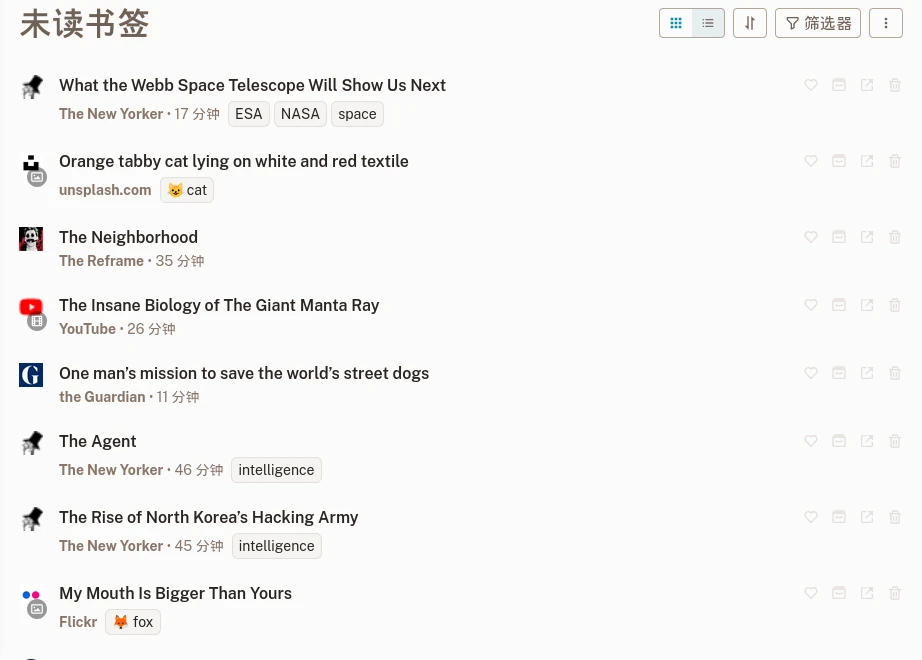 未读书签
筛选器
What the Webb Space Telescope Will Show Us Next
The New Yorker • 17 分钟 ESA NASA space
Orange tabby cat lying on white and red textile
unsplash.com 😺 cat
The Neighborhood
The Reframe • 35 分钟
The Insane Biology of The Giant Manta Ray
YouTube • 26 分钟
One man’s mission to save the world’s street dogs
the Guardian • 11 分钟
The Agent
The New Yorker • 46 分钟 intelligence
The Rise of North Korea’s Hacking Army
The New Yorker • 45 分钟 intelligence
My Mouth Is Bigger Than Yours
Flickr 🦊 fox